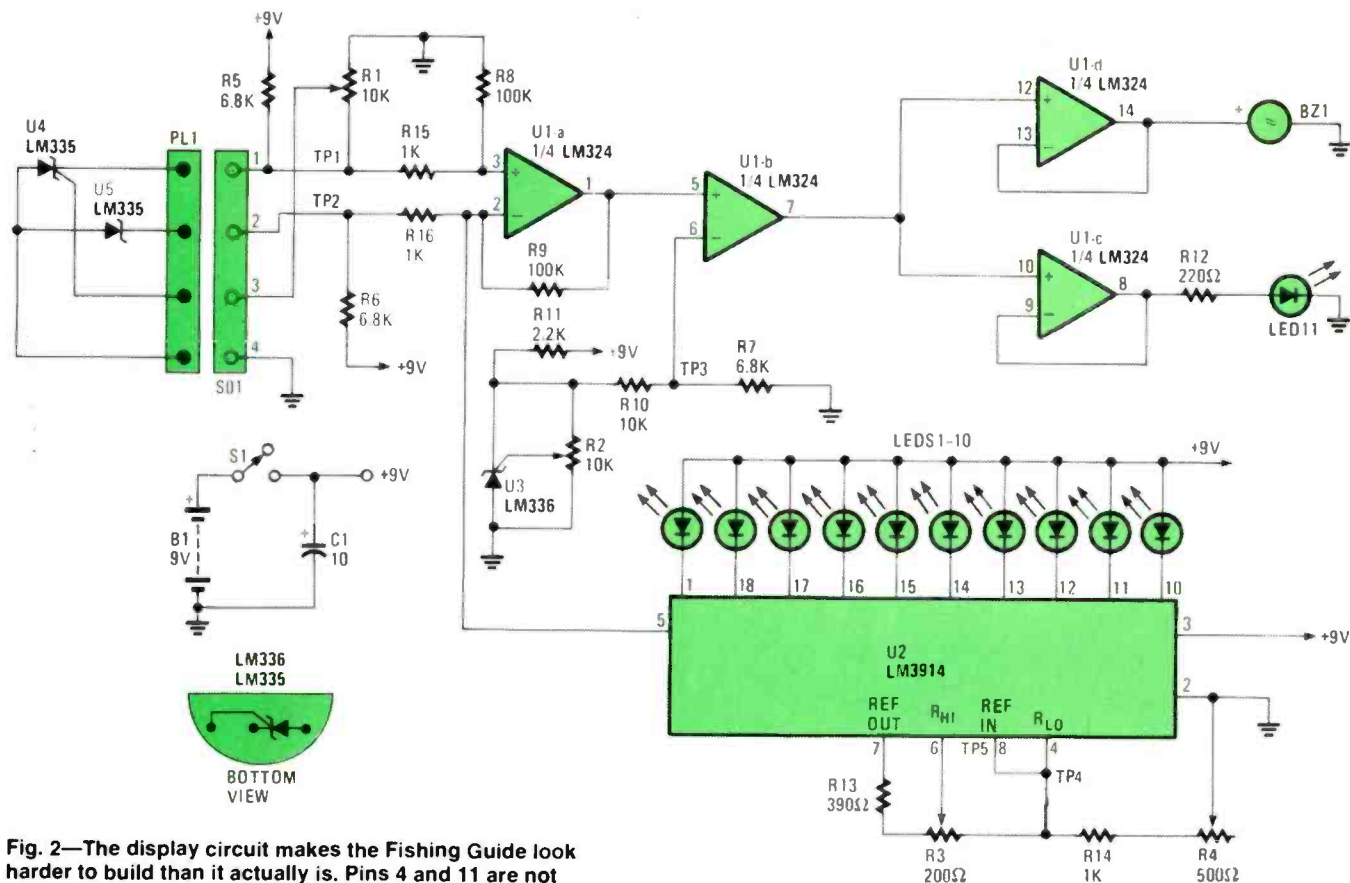 +9V
R5
6.8K
R1
10K
R8
100K
U4
LM335
U5
LM335
PL1
SO1
1
2
3
4
TP1
TP2
R15
1K
R16
1K
R6
6.8K
+9V
U1-a
1/4 LM324
3
+
2
−
1
R9
100K
R11
2.2K
+9V
U1-b
1/4 LM324
5
+
6
−
7
R10
10K
TP3
R7
6.8K
R2
10K
U3
LM336
U1-d
1/4 LM324
12
+
13
−
14
+
BZ1
U1-c
1/4 LM324
10
+
9
−
8
R12
220Ω
LED11
S1
+9V
+
B1
9V
+
C1
10
LM336
LM335
BOTTOM
VIEW
LEDS1-10
+9V
1
18
17
16
15
14
13
12
11
10
5
3
+9V
2
U2
LM3914
REF
OUT
RHI
REF
IN
RLO
7
6
TP5
8
4
TP4
R13
390Ω
R3
200Ω
R14
1K
R4
500Ω
Fig. 2—The display circuit makes the Fishing Guide look
harder to build than it actually is. Pins 4 and 11 are not